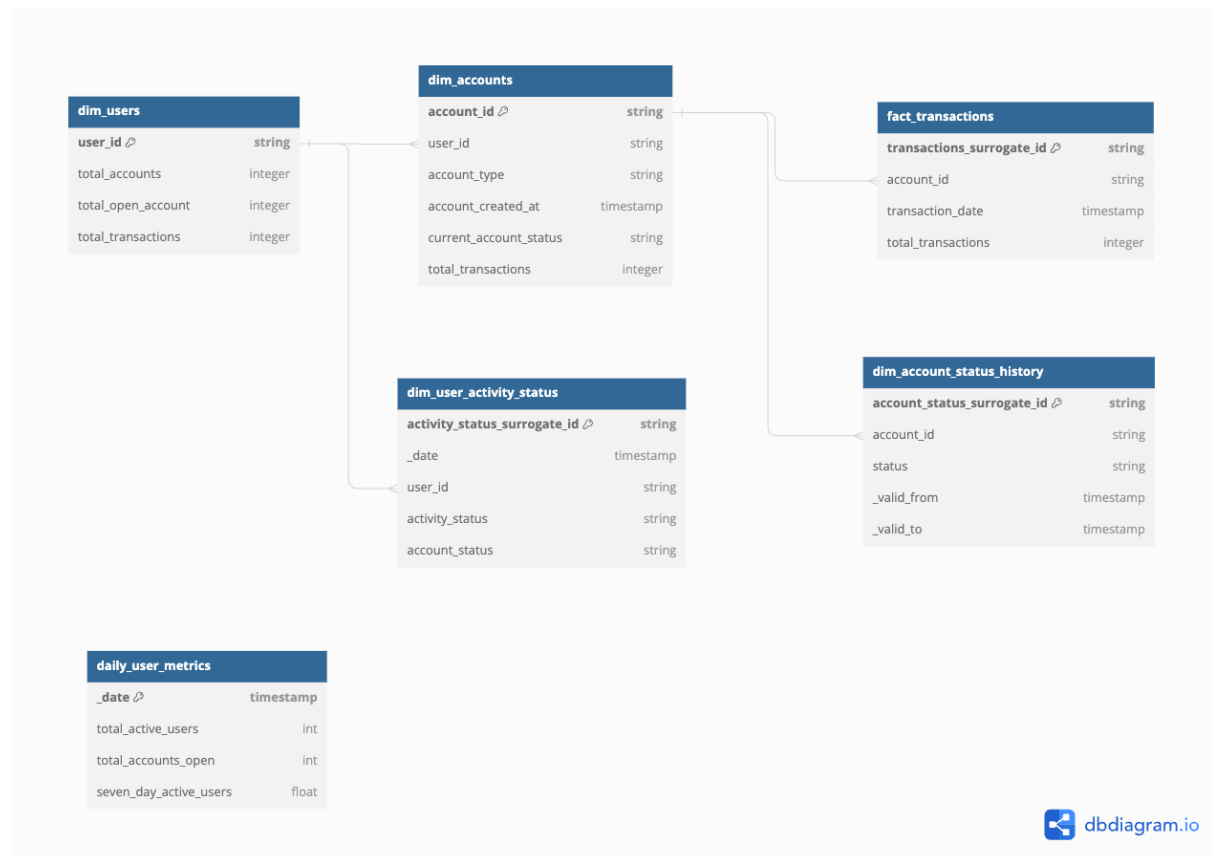 dim_users
user_id string
total_accounts integer
total_open_account integer
total_transactions integer
dim_accounts
account_id string
user_id string
account_type string
account_created_at timestamp
current_account_status string
total_transactions integer
fact_transactions
transactions_surrogate_id string
account_id string
transaction_date timestamp
total_transactions integer
dim_user_activity_status
activity_status_surrogate_id string
_date timestamp
user_id string
activity_status string
account_status string
dim_account_status_history
account_status_surrogate_id string
account_id string
status string
_valid_from timestamp
_valid_to timestamp
daily_user_metrics
_date timestamp
total_active_users int
total_accounts_open int
seven_day_active_users float
dbdiagram.io